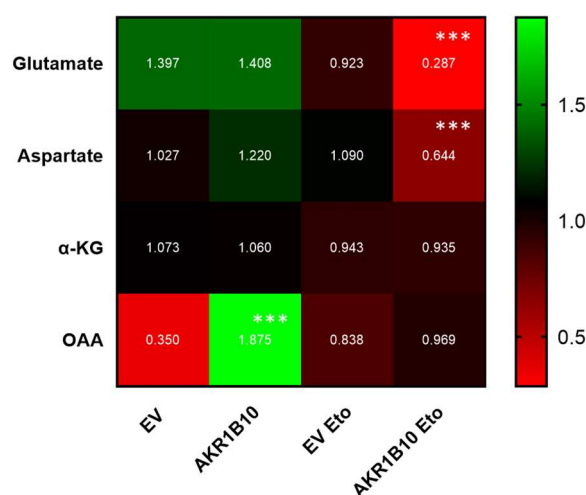 Glutamate 1.397 1.408 0.923 *** 0.287
Aspartate 1.027 1.220 1.090 *** 0.644
α-KG 1.073 1.060 0.943 0.935
OAA 0.350 *** 1.875 0.838 0.969
EV AKR1B10 EV Eto AKR1B10 Eto
1.5
1.0
0.5